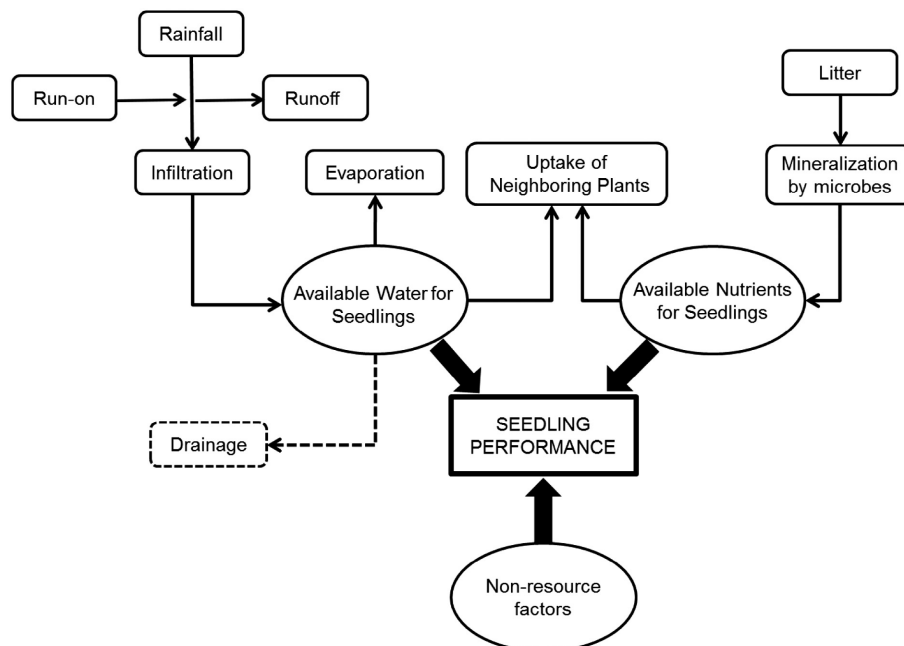 Rainfall
Run-on
Runoff
Litter
Infiltration
Evaporation
Uptake of
Neighboring Plants
Mineralization
by microbes
Available Water for
Seedlings
Available Nutrients
for Seedlings
Drainage
SEEDLING
PERFORMANCE
Non-resource
factors